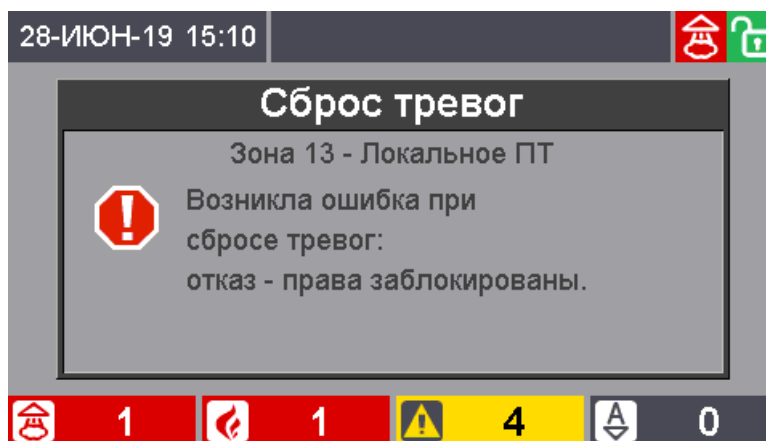 28-ИЮН-19 15:10
Сброс тревог
Зона 13 - Локальное ПТ
Возникла ошибка при
сбросе тревог:
отказ - права заблокированы.
1 1 4 A 0